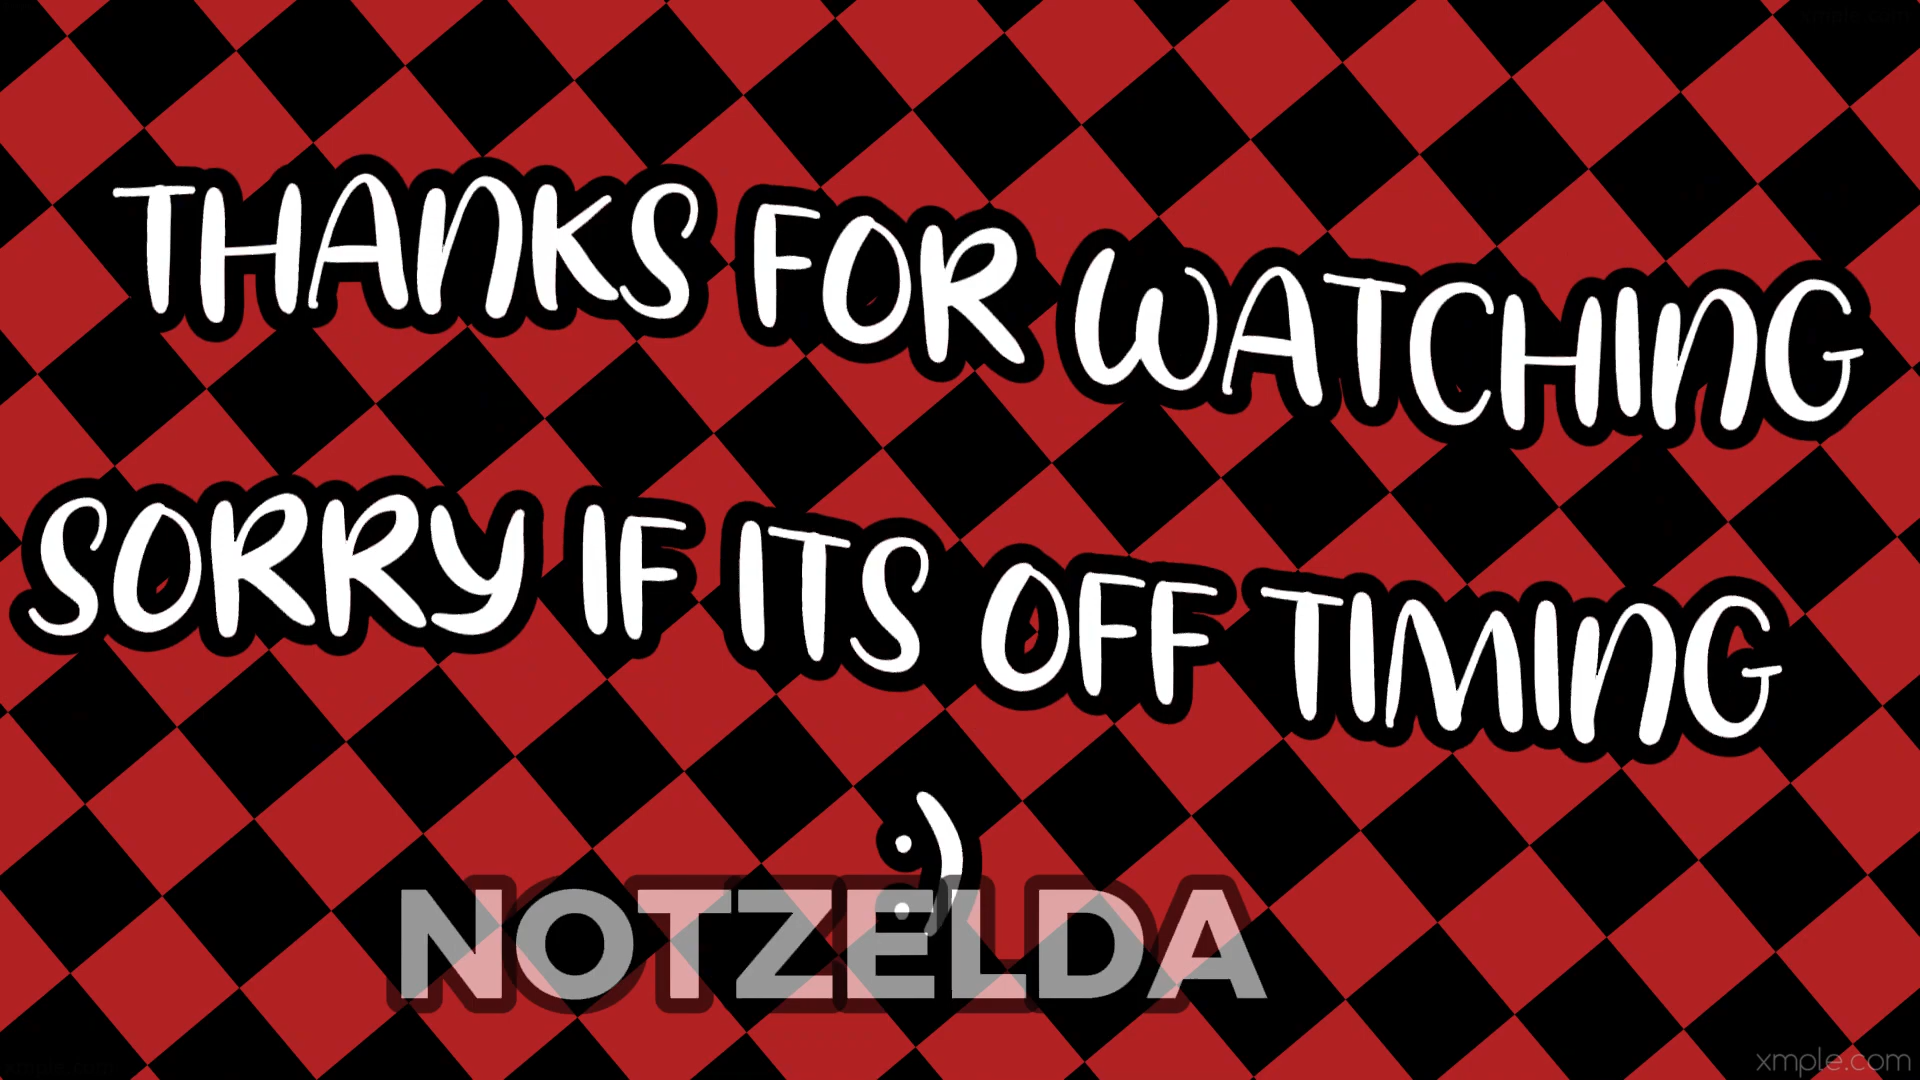 THANKS FOR WATCHING
SORRY IF ITS OFF TIMING
:)
NOTZELDA
xmple.com